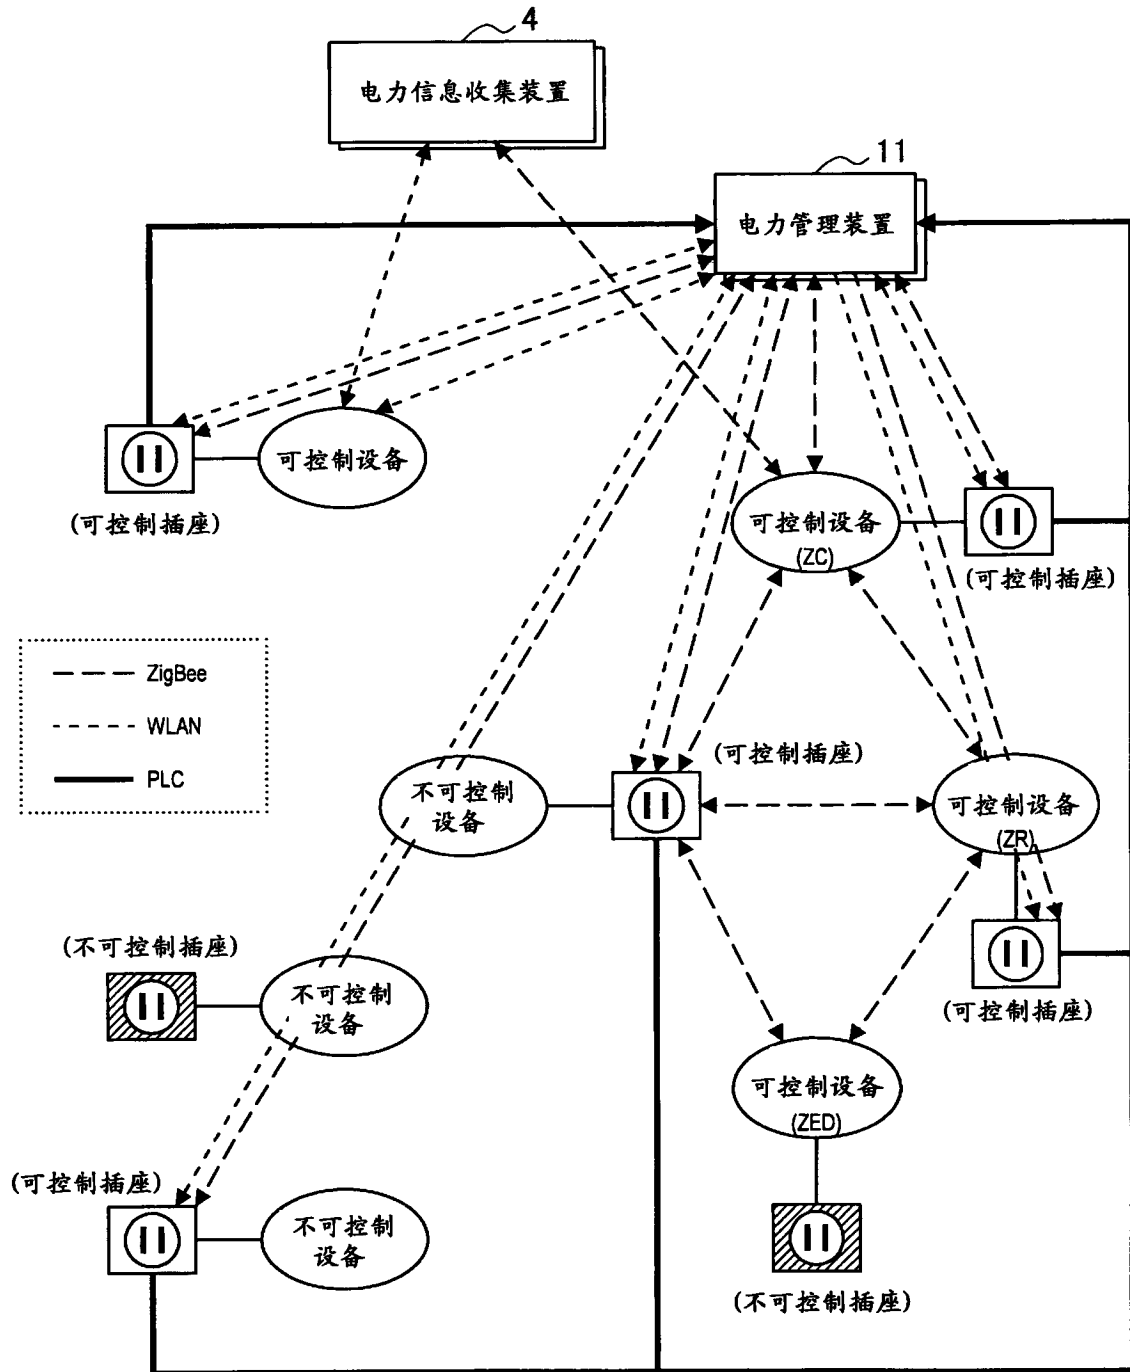 4
电力信息收集装置
11
电力管理装置
可控制设备
(可控制插座)
可控制设备
(ZC)
(可控制插座)
ZigBee
WLAN
PLC
(可控制插座)
不可控制
设备
可控制设备
(ZR)
(不可控制插座)
不可控制
设备
(可控制插座)
可控制设备
(ZED)
(可控制插座)
不可控制
设备
(不可控制插座)